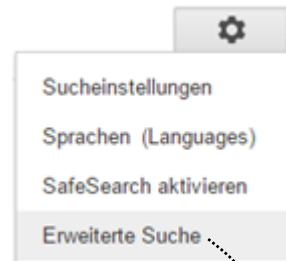 Sucheinstellungen
Sprachen (Languages)
SafeSearch aktivieren
Erweiterte Suche